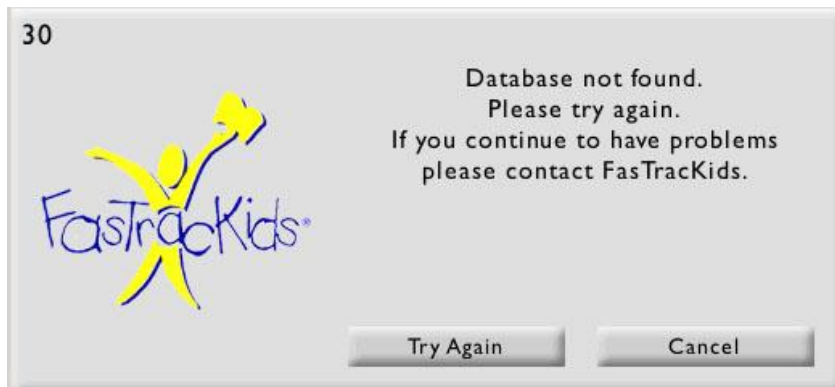 30
Database not found.
Please try again.
If you continue to have problems
please contact FasTracKids.
FasTracKids®
Try Again
Cancel